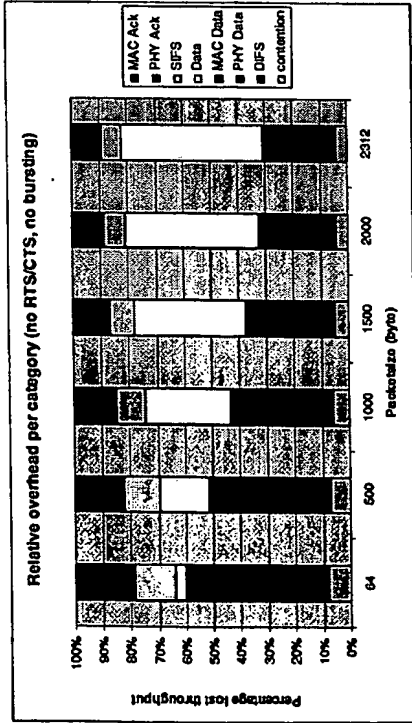 Relative overhead per category (no RTS/CTS, no bursting)
Percentage lost throughput
100%
90%
80%
70%
60%
50%
40%
30%
20%
10%
0%
64
500
1000
1500
2000
2312
Packetsize (byte)
MAC Ack
PHY Ack
SIFS
Data
MAC Data
PHY Data
DIFS
contention